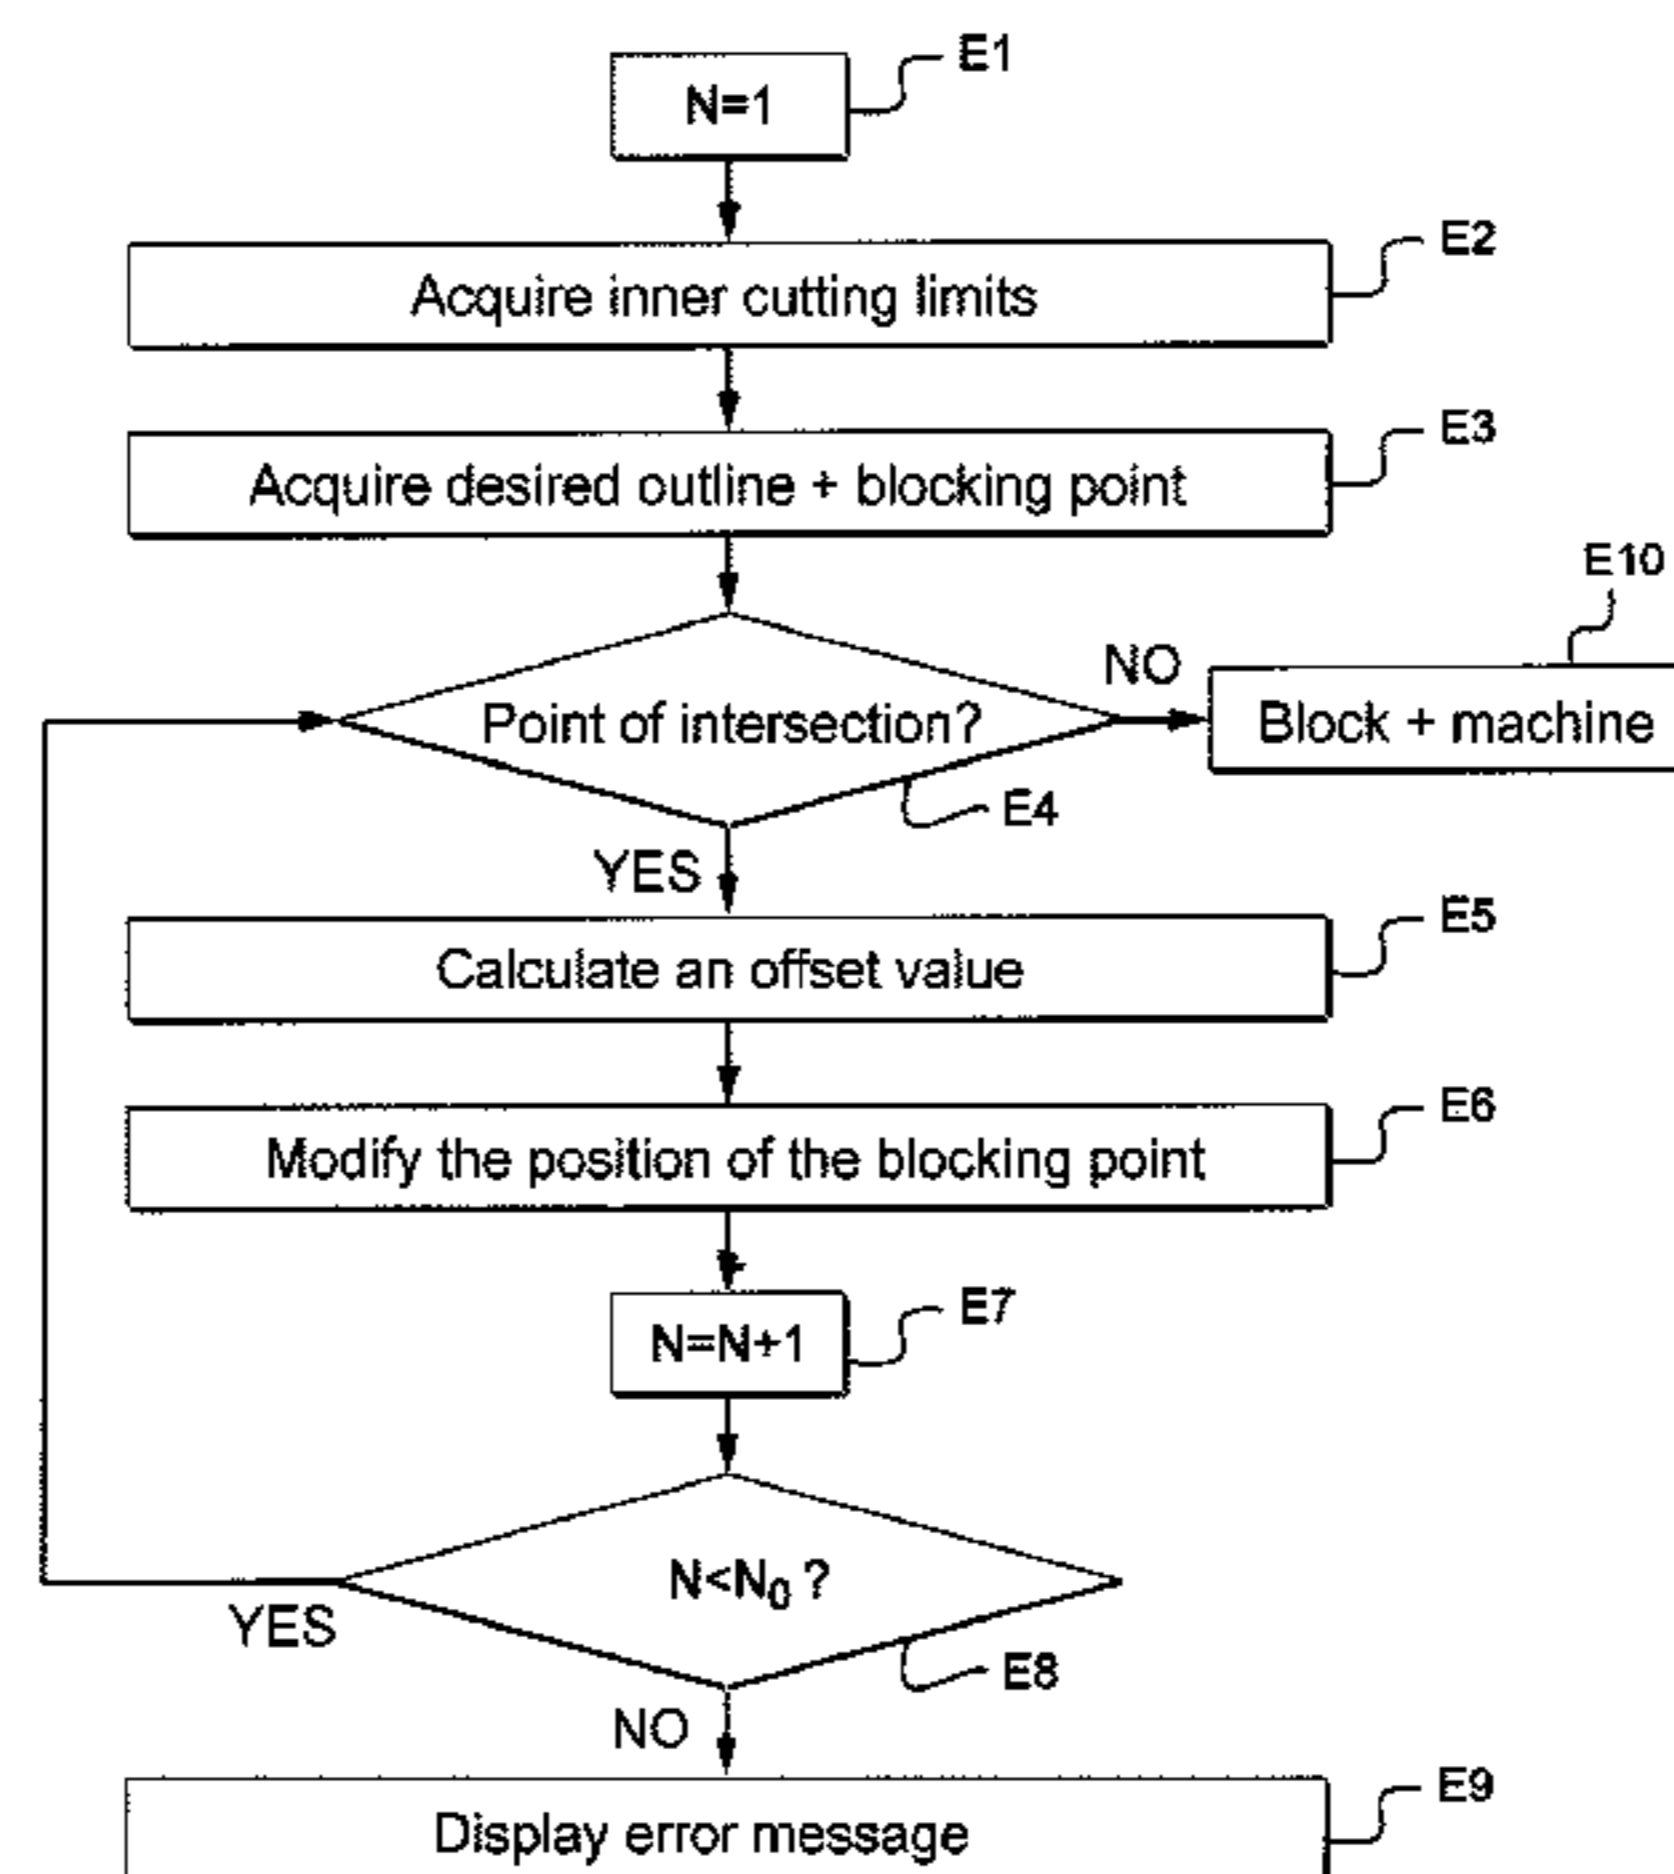 E1
N=1
E2
Acquire inner cutting limits
E3
Acquire desired outline + blocking point
E10
NO
Block + machine
Point of intersection?
E4
YES
E5
Calculate an offset value
E6
Modify the position of the blocking point
E7
N=N+1
N<N₀ ?
YES
E8
NO
E9
Display error message